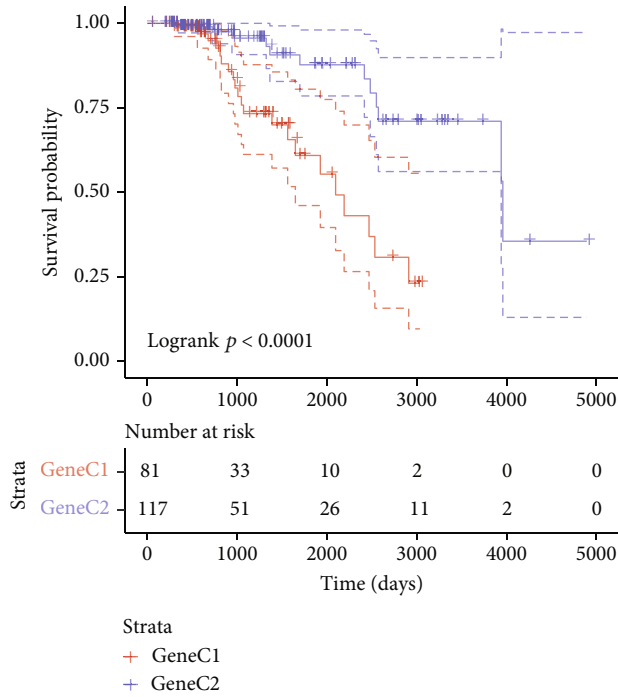 1.00
0.75
0.50
0.25
0.00
Survival probability
Logrank p < 0.0001
0 1000 2000 3000 4000 5000
Number at risk
Strata
GeneC1 81 33 10 2 0 0
GeneC2 117 51 26 11 2 0
0 1000 2000 3000 4000 5000
Time (days)
Strata
GeneC1
GeneC2